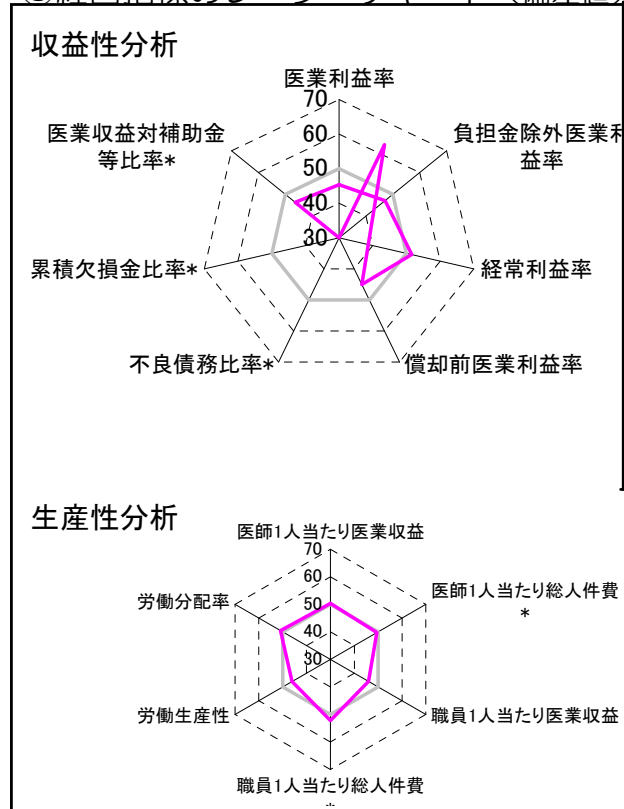 収益性分析
医業利益率
70
60
50
40
30
医業収益対補助金
等比率*
負担金除外医業利
益率
累積欠損金比率*
経常利益率
不良債務比率*
償却前医業利益率
生産性分析
医師1人当たり医業収益
70
60
50
40
30
労働分配率
医師1人当たり総人件費
*
労働生産性
職員1人当たり医業収益
職員1人当たり総人件費
*